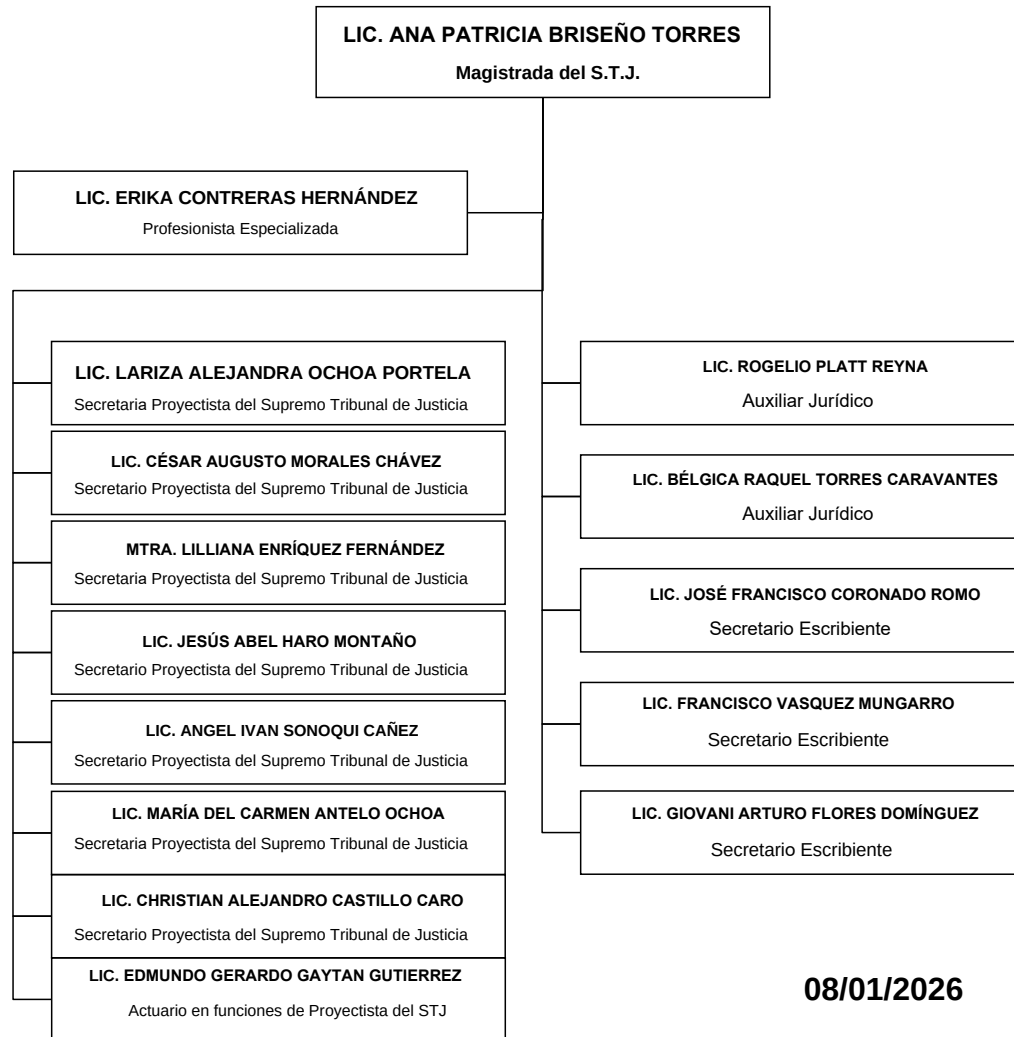 LIC. ANA PATRICIA BRISEÑO TORRES
Magistrada del S.T.J.
LIC. ERIKA CONTRERAS HERNÁNDEZ
Profesionista Especializada
LIC. LARIZA ALEJANDRA OCHOA PORTELA
Secretaria Proyectista del Supremo Tribunal de Justicia
LIC. CÉSAR AUGUSTO MORALES CHÁVEZ
Secretario Proyectista del Supremo Tribunal de Justicia
MTRA. LILLIANA ENRÍQUEZ FERNÁNDEZ
Secretaria Proyectista del Supremo Tribunal de Justicia
LIC. JESÚS ABEL HARO MONTAÑO
Secretario Proyectista del Supremo Tribunal de Justicia
LIC. ANGEL IVAN SONOQUI CAÑEZ
Secretario Proyectista del Supremo Tribunal de Justicia
LIC. MARÍA DEL CARMEN ANTELO OCHOA
Secretaria Proyectista del Supremo Tribunal de Justicia
LIC. CHRISTIAN ALEJANDRO CASTILLO CARO
Secretario Proyectista del Supremo Tribunal de Justicia
LIC. EDMUNDO GERARDO GAYTAN GUTIERREZ
Actuario en funciones de Proyectista del STJ
LIC. ROGELIO PLATT REYNA
Auxiliar Jurídico
LIC. BÉLGICA RAQUEL TORRES CARAVANTES
Auxiliar Jurídico
LIC. JOSÉ FRANCISCO CORONADO ROMO
Secretario Escribiente
LIC. FRANCISCO VASQUEZ MUNGARRO
Secretario Escribiente
LIC. GIOVANI ARTURO FLORES DOMÍNGUEZ
Secretario Escribiente
08/01/2026